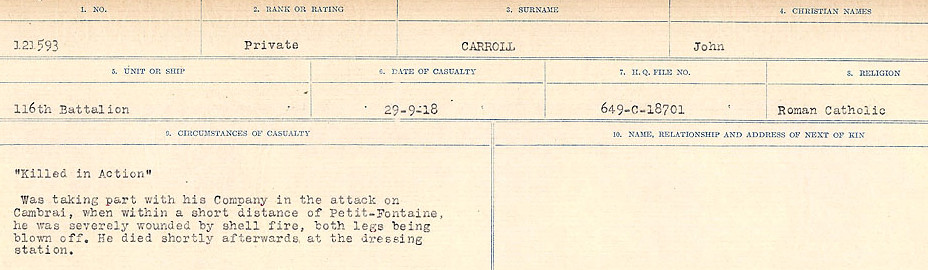 1. NO. 2. RANK OR RATING 3. SURNAME 4. CHRISTIAN NAMES
121593 Private CARROLL John
5. UNIT OR SHIP 6. DATE OF CASUALTY 7. H. Q. FILE NO. 8. RELIGION
116th Battalion 29-9-18 649-C-18701 Roman Catholic
9. CIRCUMSTANCES OF CASUALTY 10. NAME, RELATIONSHIP AND ADDRESS OF NEXT OF KIN
"Killed in Action"
Was taking part with his Company in the attack on
Cambrai, when within a short distance of Petit-Fontaine,
he was severely wounded by shell fire, both legs being
blown off. He died shortly afterwards at the dressing
station.